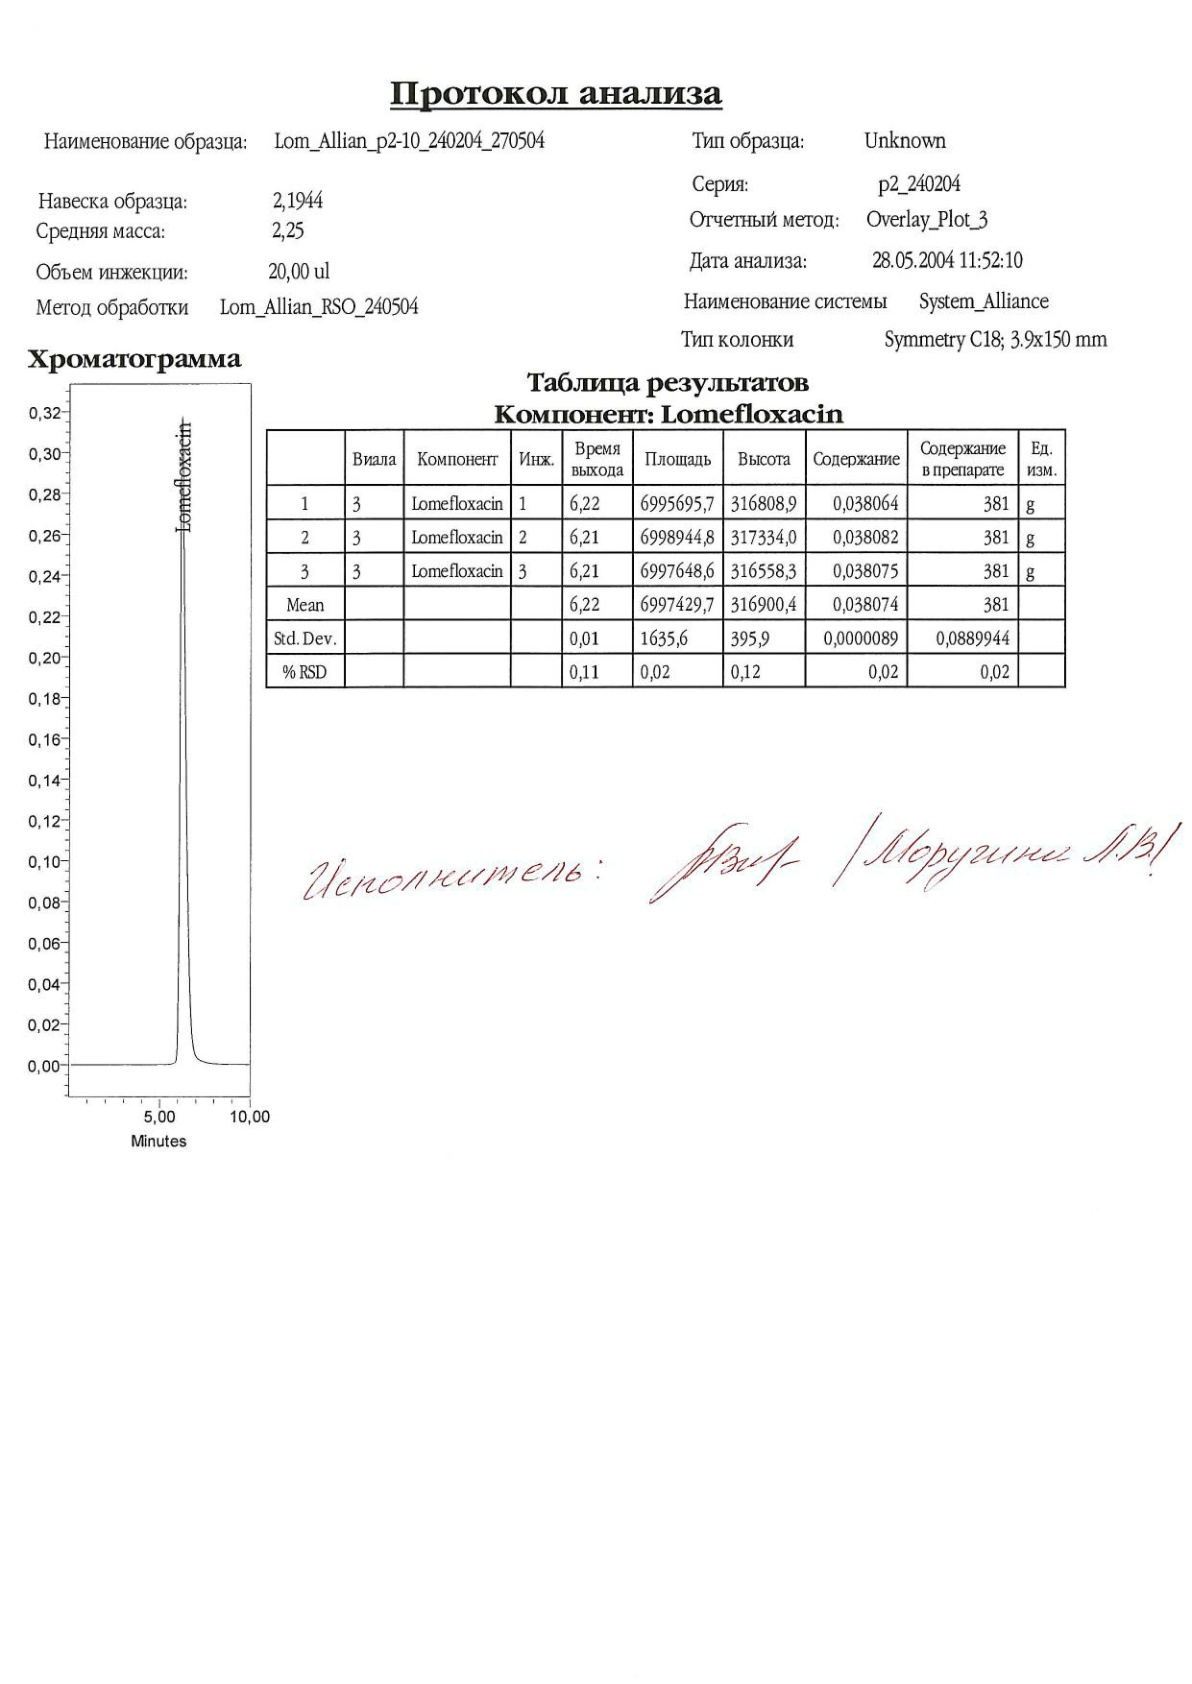 Протокол анализа
Наименование образца: Lom_Allian_p2-10_240204_270504
Тип образца: Unknown
Серия: p2_240204
Навеска образца: 2,1944
Отчетный метод: Overlay_Plot_3
Средняя масса: 2,25
Дата анализа: 28.05.2004 11:52:10
Объем инжекции: 20,00 ul
Наименование системы System_Alliance
Метод обработки Lom_Allian_RSO_240504
Тип колонки Symmetry C18; 3.9x150 mm
Хроматограмма
0,32
0,30
0,28
0,26
0,24
0,22
0,20
0,18
0,16
0,14
0,12
0,10
0,08
0,06
0,04
0,02
0,00
Lomefloxacin
5,00 10,00
Minutes
Таблица результатов
Компонент: Lomefloxacin
Виала Компонент Инж. Время выхода Площадь Высота Содержание Содержание в препарате Ед. изм.
1 3 Lomefloxacin 1 6,22 6995695,7 316808,9 0,038064 381 g
2 3 Lomefloxacin 2 6,21 6998944,8 317334,0 0,038082 381 g
3 3 Lomefloxacin 3 6,21 6997648,6 316558,3 0,038075 381 g
Mean 6,22 6997429,7 316900,4 0,038074 381
Std. Dev. 0,01 1635,6 395,9 0,0000089 0,0889944
% RSD 0,11 0,02 0,12 0,02 0,02
Исполнитель: /Моругина Л.В./